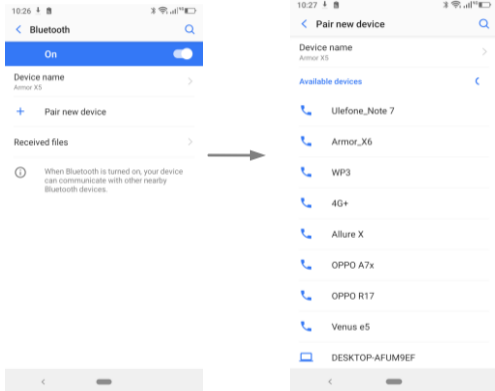 10:26
Bluetooth
On
Device name
Armor X5
Pair new device
Received files
When Bluetooth is turned on, your device
can communicate with other nearby
Bluetooth devices.
10:27
Pair new device
Device name
Armor X5
Available devices
Ulefone_Note 7
Armor_X6
WP3
4G+
Allure X
OPPO A7x
OPPO R17
Venus e5
DESKTOP-AFUM9EF